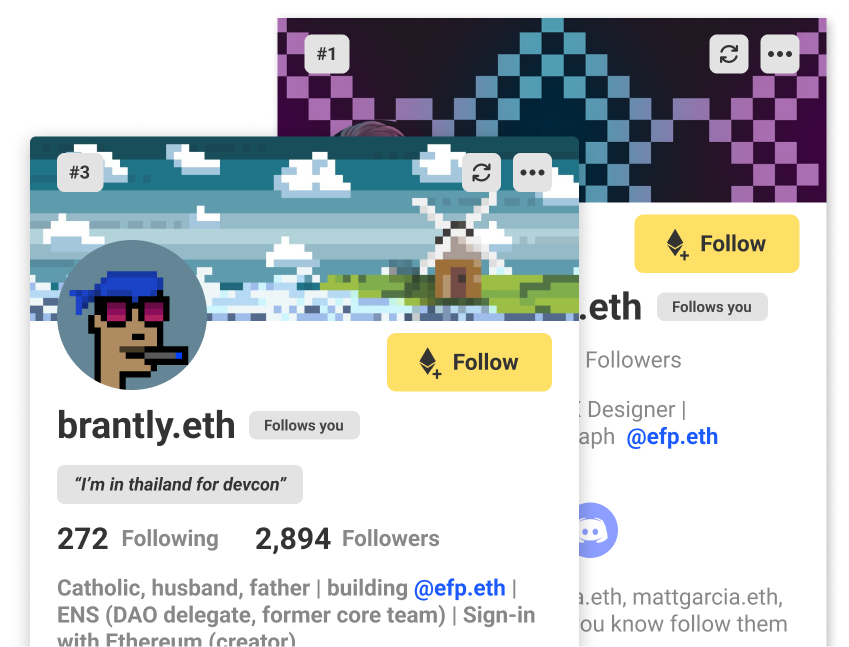 #1
#3
Follow
.eth Follows you
Followers
Designer |
@efp.eth
Follow
brantly.eth Follows you
“I’m in thailand for devcon”
272 Following 2,894 Followers
Catholic, husband, father | building @efp.eth |
ENS (DAO delegate, former core team) | Sign-in
with Ethereum (creator)
.eth, mattgarcia.eth,
you know follow them